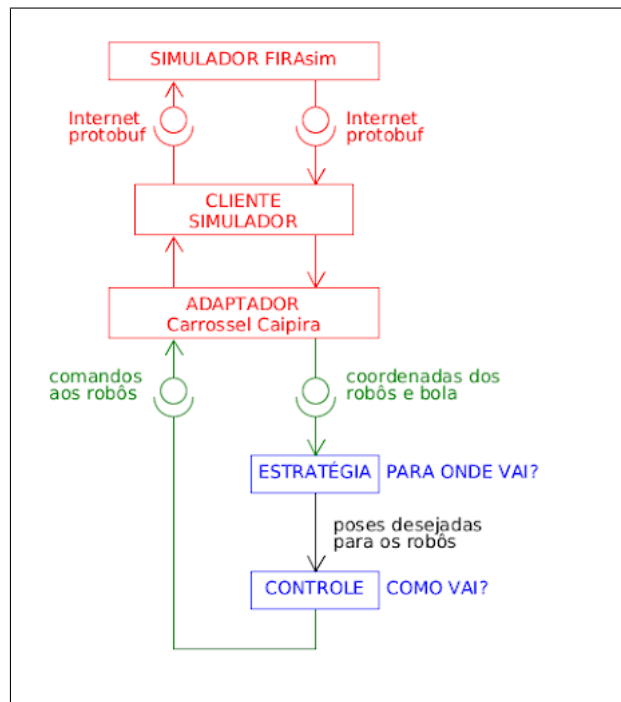 SIMULADOR FIRAsim
Internet
protobuf
Internet
protobuf
CLIENTE
SIMULADOR
ADAPTADOR
Carrossel Caipira
comandos
aos robôs
coordenadas dos
robôs e bola
ESTRATÉGIA
PARA ONDE VAI?
poses desejadas
para os robôs
CONTROLE
COMO VAI?